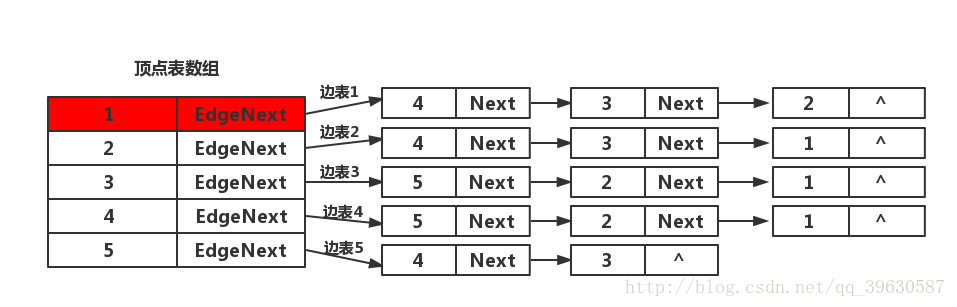 顶点表数组
1 EdgeNext 边表1 4 Next 3 Next 2 ^
2 EdgeNext 边表2 4 Next 3 Next 1 ^
3 EdgeNext 边表3 5 Next 2 Next 1 ^
4 EdgeNext 边表4 5 Next 2 Next 1 ^
5 EdgeNext 边表5 4 Next 3 ^
http://blog.csdn.net/qq_39630587